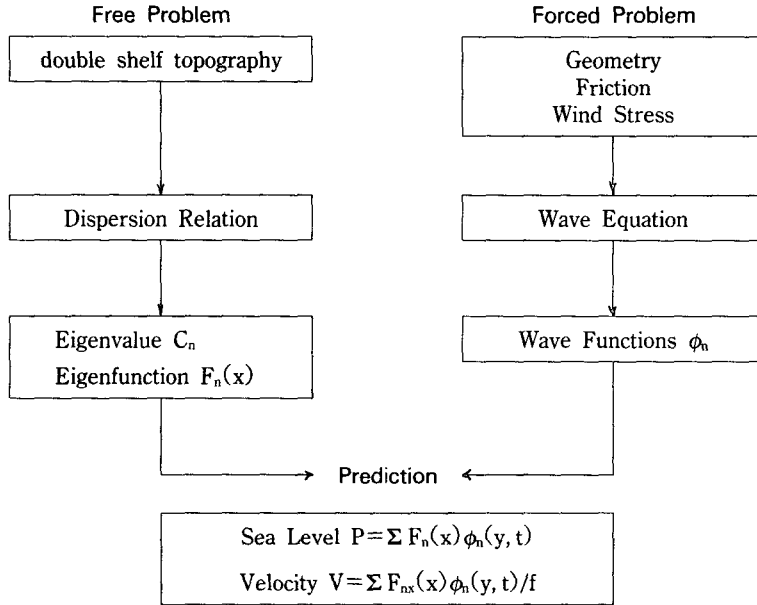 Free Problem
double shelf topography
Dispersion Relation
Eigenvalue Cₙ
Eigenfunction Fₙ(x)
Forced Problem
Geometry
Friction
Wind Stress
Wave Equation
Wave Functions ϕₙ
Prediction
Sea Level P=Σ Fₙ(x)ϕₙ(y, t)
Velocity V=Σ Fₙₓ(x)ϕₙ(y, t)/f